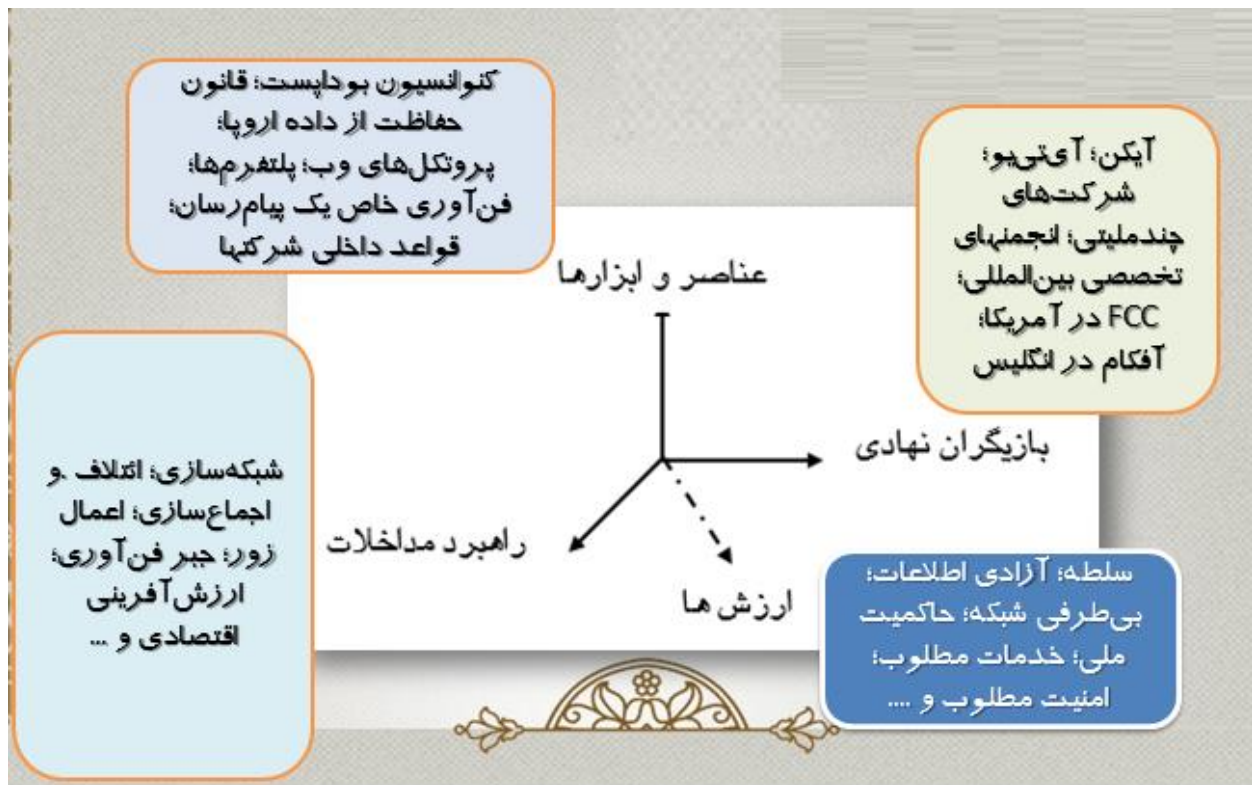 کنوانسیون بوداپست؛ قانون
حفاظت از داده اروپا؛
پروتکل‌های وب؛ پلتفرم‌ها؛
فن‌آوری خاص یک پیام‌رسان؛
قواعد داخلی شرکتها
آیکن؛ آی‌تی‌یو؛
شرکت‌های
چندملیتی؛ انجمنهای
تخصصی بین‌المللی؛
FCC در آمریکا؛
آفکام در انگلیس
عناصر و ابزارها
بازیگران نهادی
راهبرد مداخلات
ارزش ها
شبکه‌سازی؛ ائتلاف .و
اجماع‌سازی؛ اعمال
زور؛ جبر فن‌آوری؛
ارزش‌آفرینی
اقتصادی و ...
سلطه؛ آزادی اطلاعات؛
بی‌طرفی شبکه؛ حاکمیت
ملی؛ خدمات مطلوب؛
امنیت مطلوب و ....